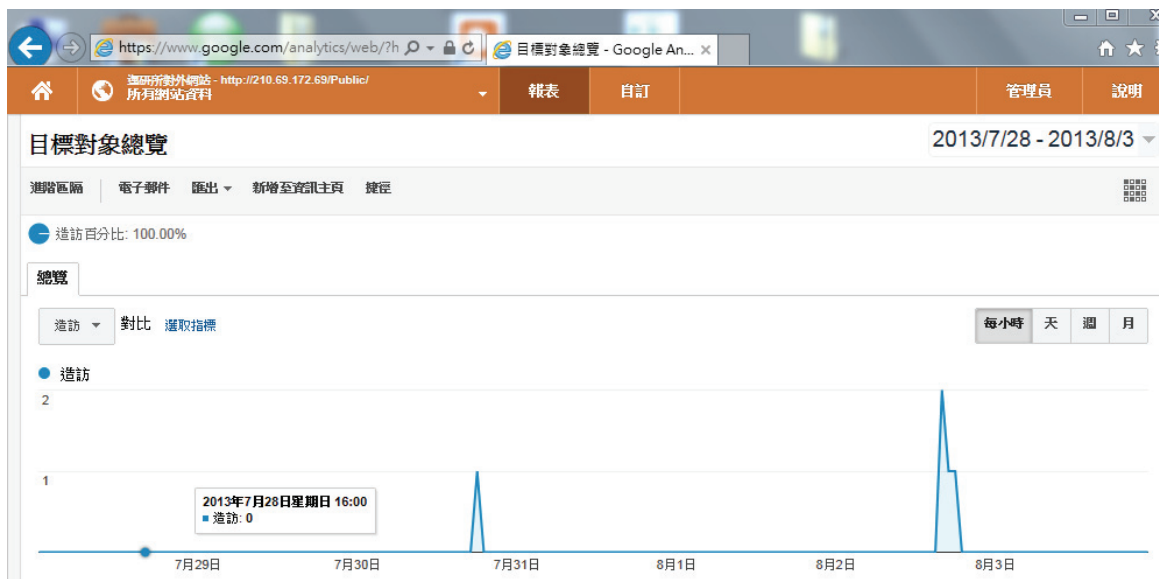 https://www.google.com/analytics/web/?h
目標對象總覽 - Google An...
遷研所對外網站 - http://210.69.172.69/Public/
所有網站資料
報表
自訂
管理員
說明
目標對象總覽
2013/7/28 - 2013/8/3
進階區隔
電子郵件
匯出
新增至資訊主頁
捷徑
造訪百分比: 100.00%
總覽
造訪
對比
選取指標
每小時
天
週
月
造訪
2
1
2013年7月28日星期日 16:00
造訪: 0
7月29日
7月30日
7月31日
8月1日
8月2日
8月3日